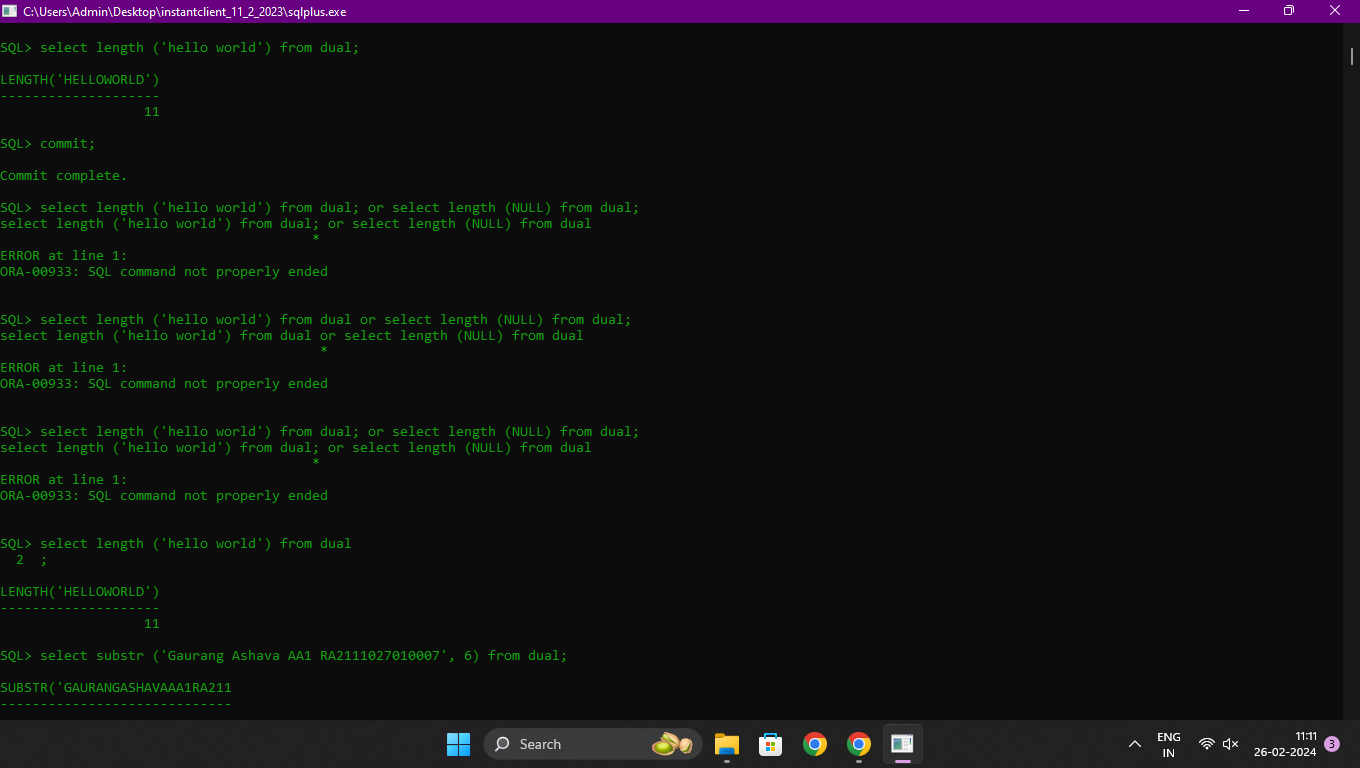 C:\Users\Admin\Desktop\instantclient_11_2_2023\sqlplus.exe
SQL> select length ('hello world') from dual;
LENGTH('HELLOWORLD')
--------------------
11
SQL> commit;
Commit complete.
SQL> select length ('hello world') from dual; or select length (NULL) from dual;
select length ('hello world') from dual; or select length (NULL) from dual
*
ERROR at line 1:
ORA-00933: SQL command not properly ended
SQL> select length ('hello world') from dual or select length (NULL) from dual;
select length ('hello world') from dual or select length (NULL) from dual
*
ERROR at line 1:
ORA-00933: SQL command not properly ended
SQL> select length ('hello world') from dual; or select length (NULL) from dual;
select length ('hello world') from dual; or select length (NULL) from dual
*
ERROR at line 1:
ORA-00933: SQL command not properly ended
SQL> select length ('hello world') from dual
2 ;
LENGTH('HELLOWORLD')
--------------------
11
SQL> select substr ('Gaurang Ashava AA1 RA2111027010007', 6) from dual;
SUBSTR('GAURANGASHAVAAA1RA211
-----------------------------
Search
ENG
IN
11:11
26-02-2024
3